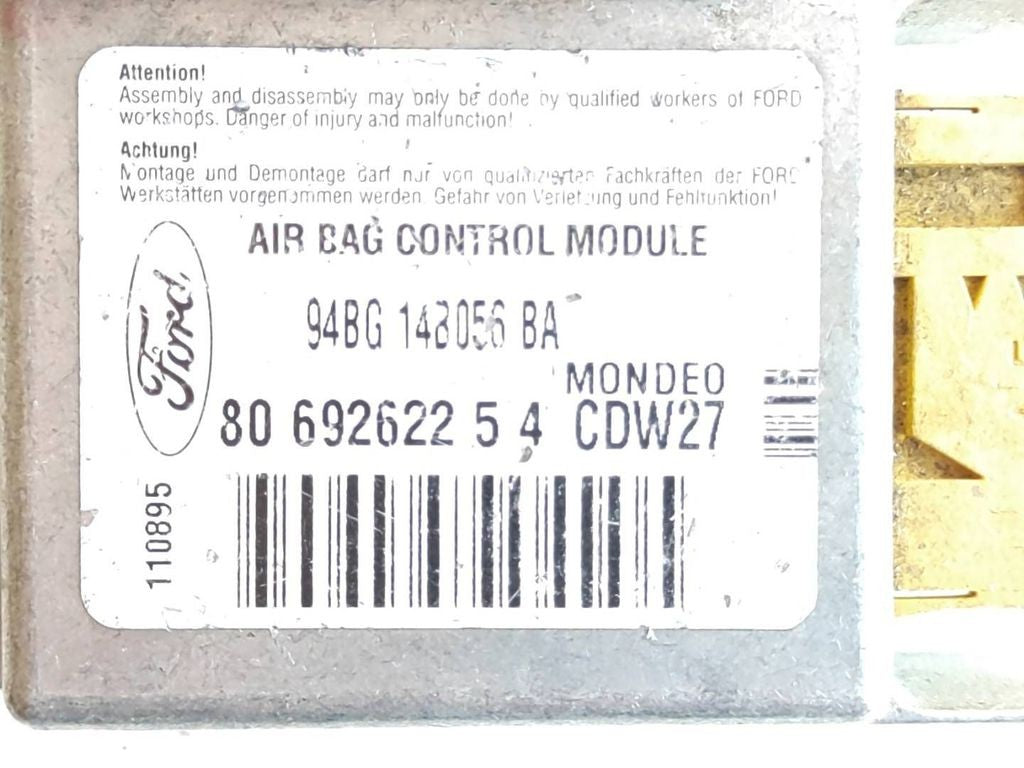 Attention!
Assembly and disassembly may only be done by qualified workers of FORD
workshops. Danger of injury and malfunction!
Achtung!
Montage und Demontage darf nur von qualifizierten Fachkräften der FORD
Werkstätten vorgenommen werden. Gefahr von Verletzung und Fehlfunktion!
AIR BAG CONTROL MODULE
Ford
94BG 14B056 BA
MONDEO
80 692622 5 4 CDW27
110895